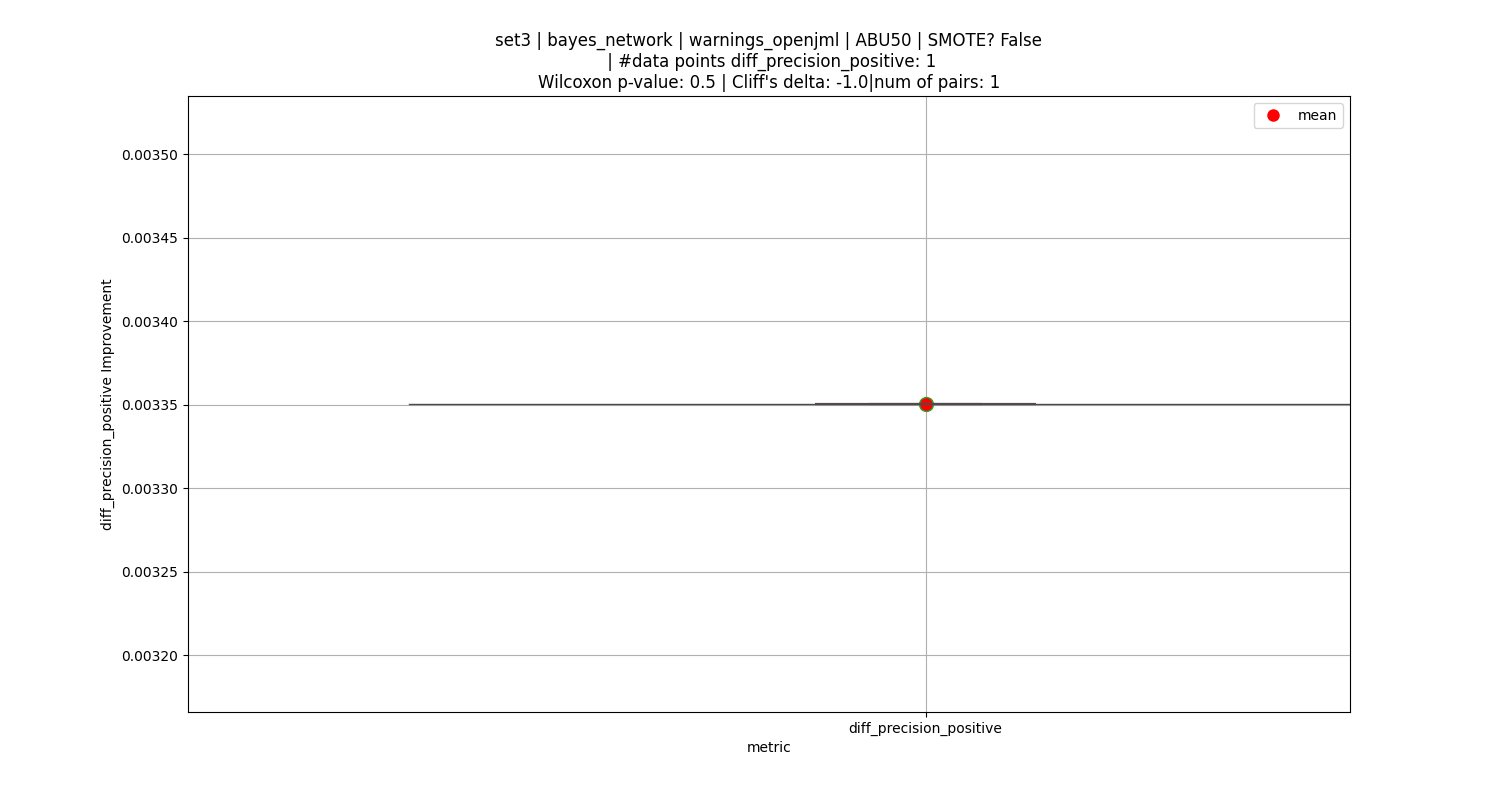 set3 | bayes_network | warnings_openjml | ABU50 | SMOTE? False
| #data points diff_precision_positive: 1
Wilcoxon p-value: 0.5 | Cliff's delta: -1.0|num of pairs: 1
mean
0.00350
0.00345
0.00340
0.00335
0.00330
0.00325
0.00320
diff_precision_positive Improvement
diff_precision_positive
metric